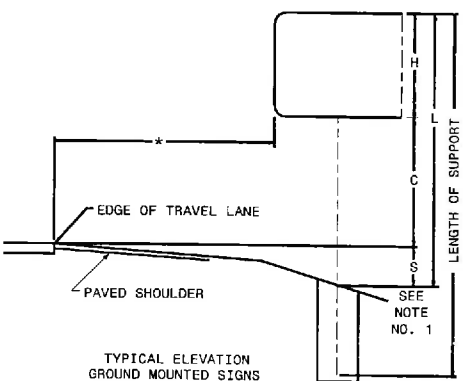 H
L
LENGTH OF SUPPORT
*
C
EDGE OF TRAVEL LANE
S
PAVED SHOULDER
SEE
NOTE
NO. 1
TYPICAL ELEVATION
GROUND MOUNTED SIGNS